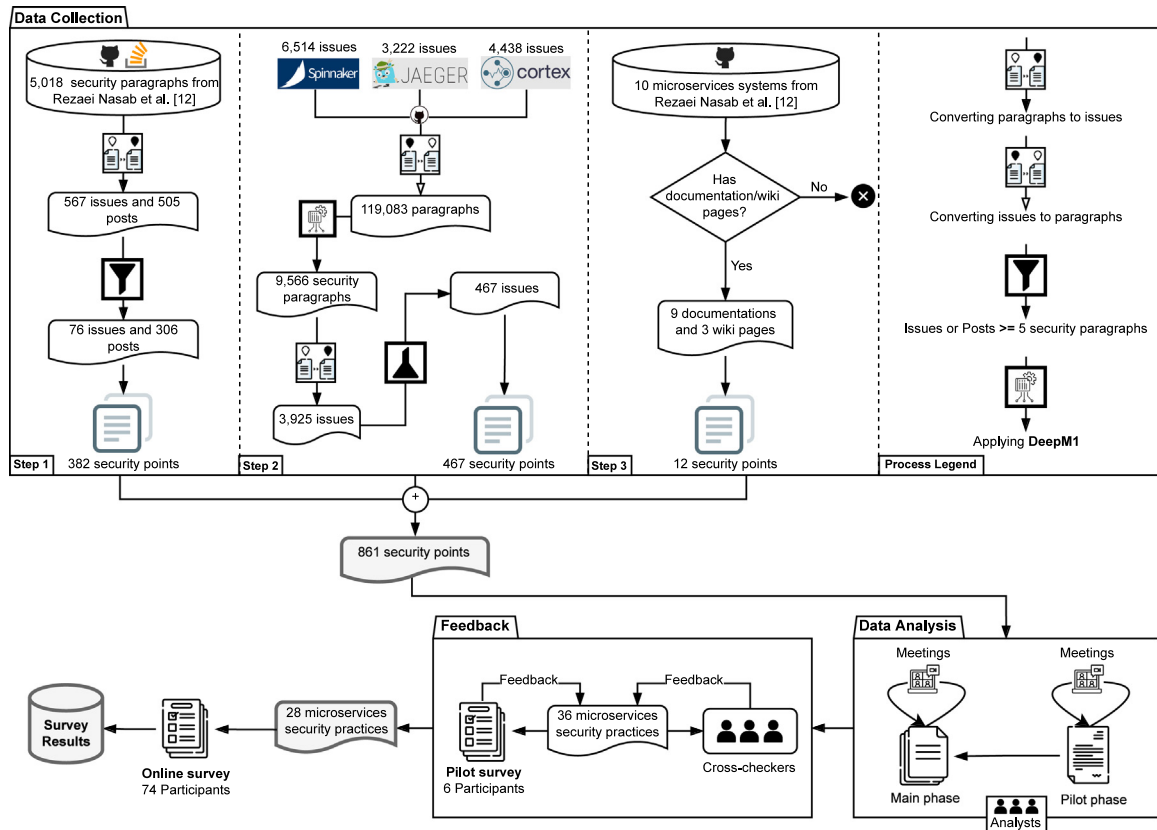 Data Collection
5,018 security paragraphs from
Rezaei Nasab et al. [12]
567 issues and 505
posts
76 issues and 306
posts
382 security points
Step 1
6,514 issues
3,222 issues
4,438 issues
Spinnaker
JAEGER
cortex
119,083 paragraphs
9,566 security
paragraphs
467 issues
3,925 issues
467 security points
Step 2
10 microservices systems from
Rezaei Nasab et al. [12]
Has
documentation/wiki
pages?
No
Yes
9 documentations
and 3 wiki pages
12 security points
Step 3
Converting paragraphs to issues
Converting issues to paragraphs
Issues or Posts >= 5 security paragraphs
Applying DeepM1
Process Legend
+
861 security points
Feedback
Feedback
Feedback
36 microservices
security practices
Pilot survey
6 Participants
Cross-checkers
Data Analysis
Meetings
Meetings
Main phase
Pilot phase
Analysts
28 microservices
security practices
Online survey
74 Participants
Survey
Results